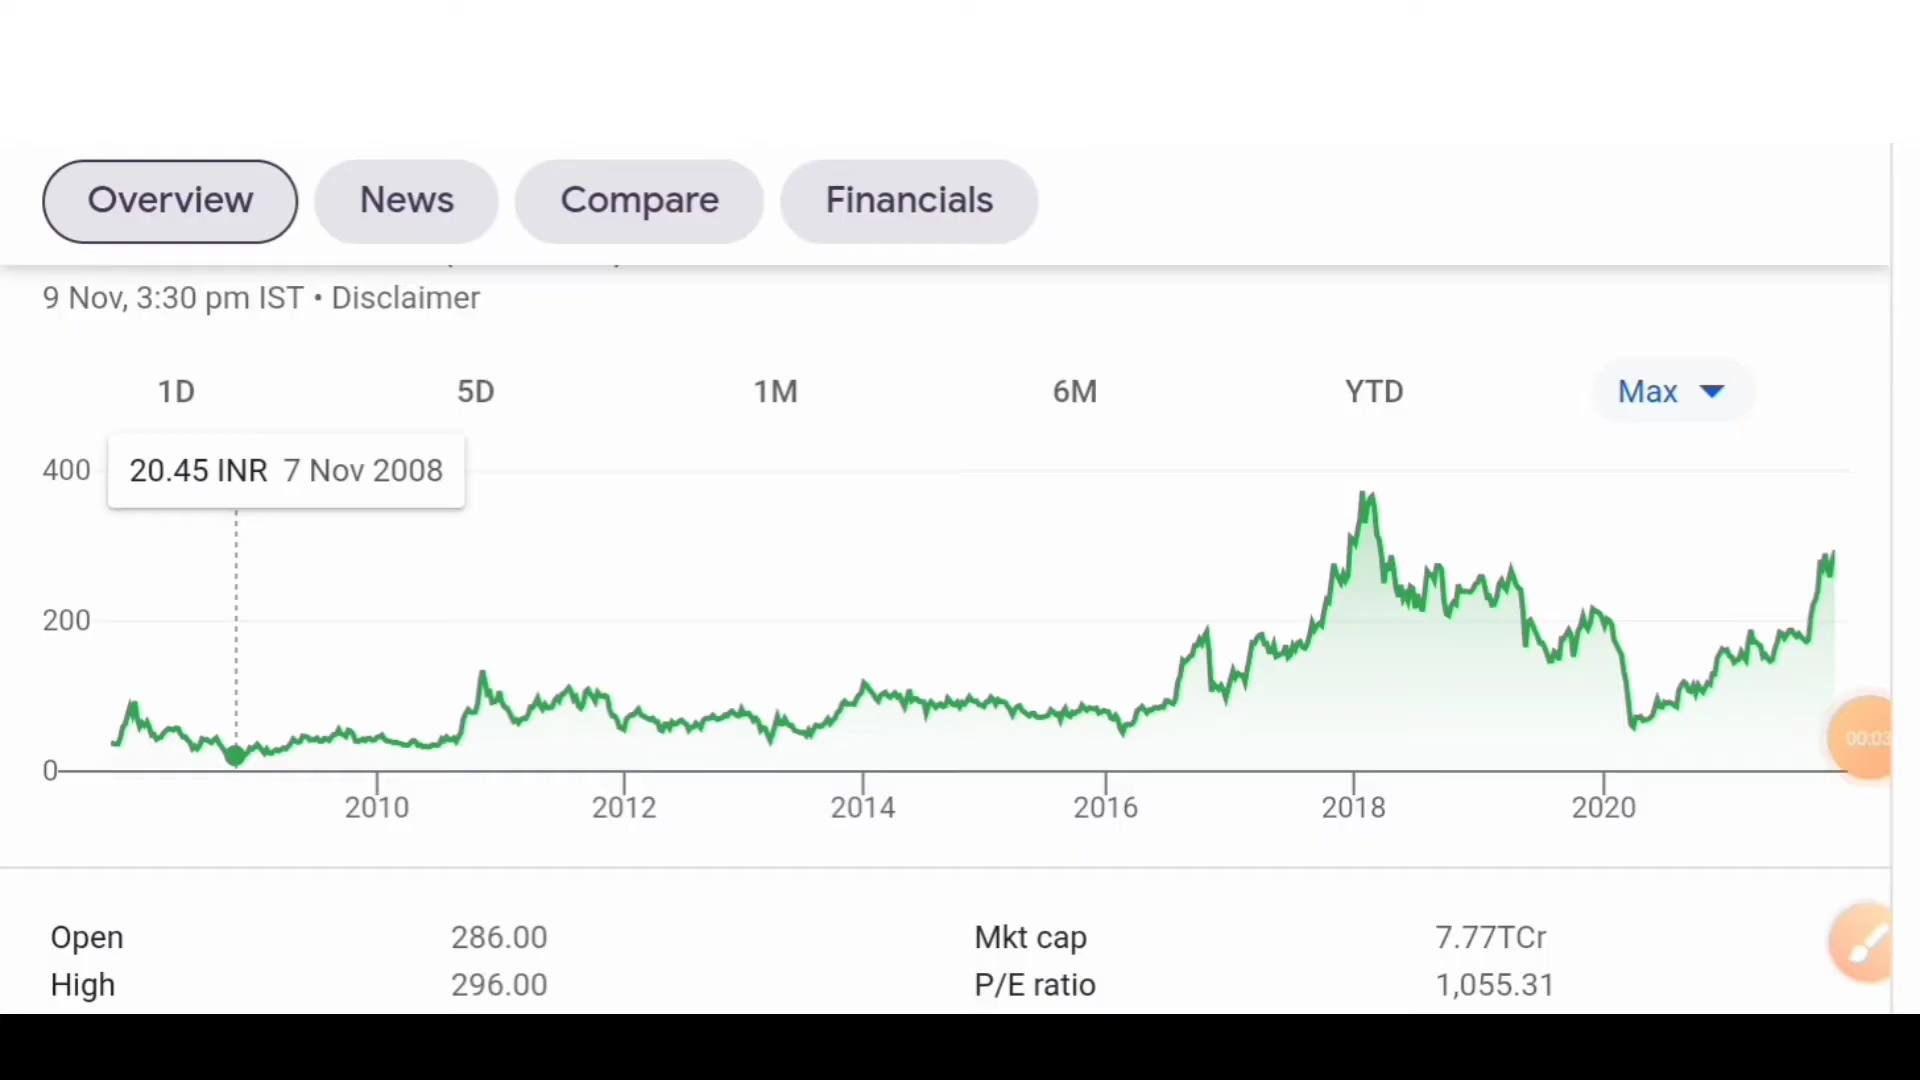 Overview News Compare Financials
9 Nov, 3:30 pm IST • Disclaimer
1D 5D 1M 6M YTD Max
400 20.45 INR 7 Nov 2008
200
0
2010 2012 2014 2016 2018 2020
00:03
Open 286.00 Mkt cap 7.77TCr
High 296.00 P/E ratio 1,055.31